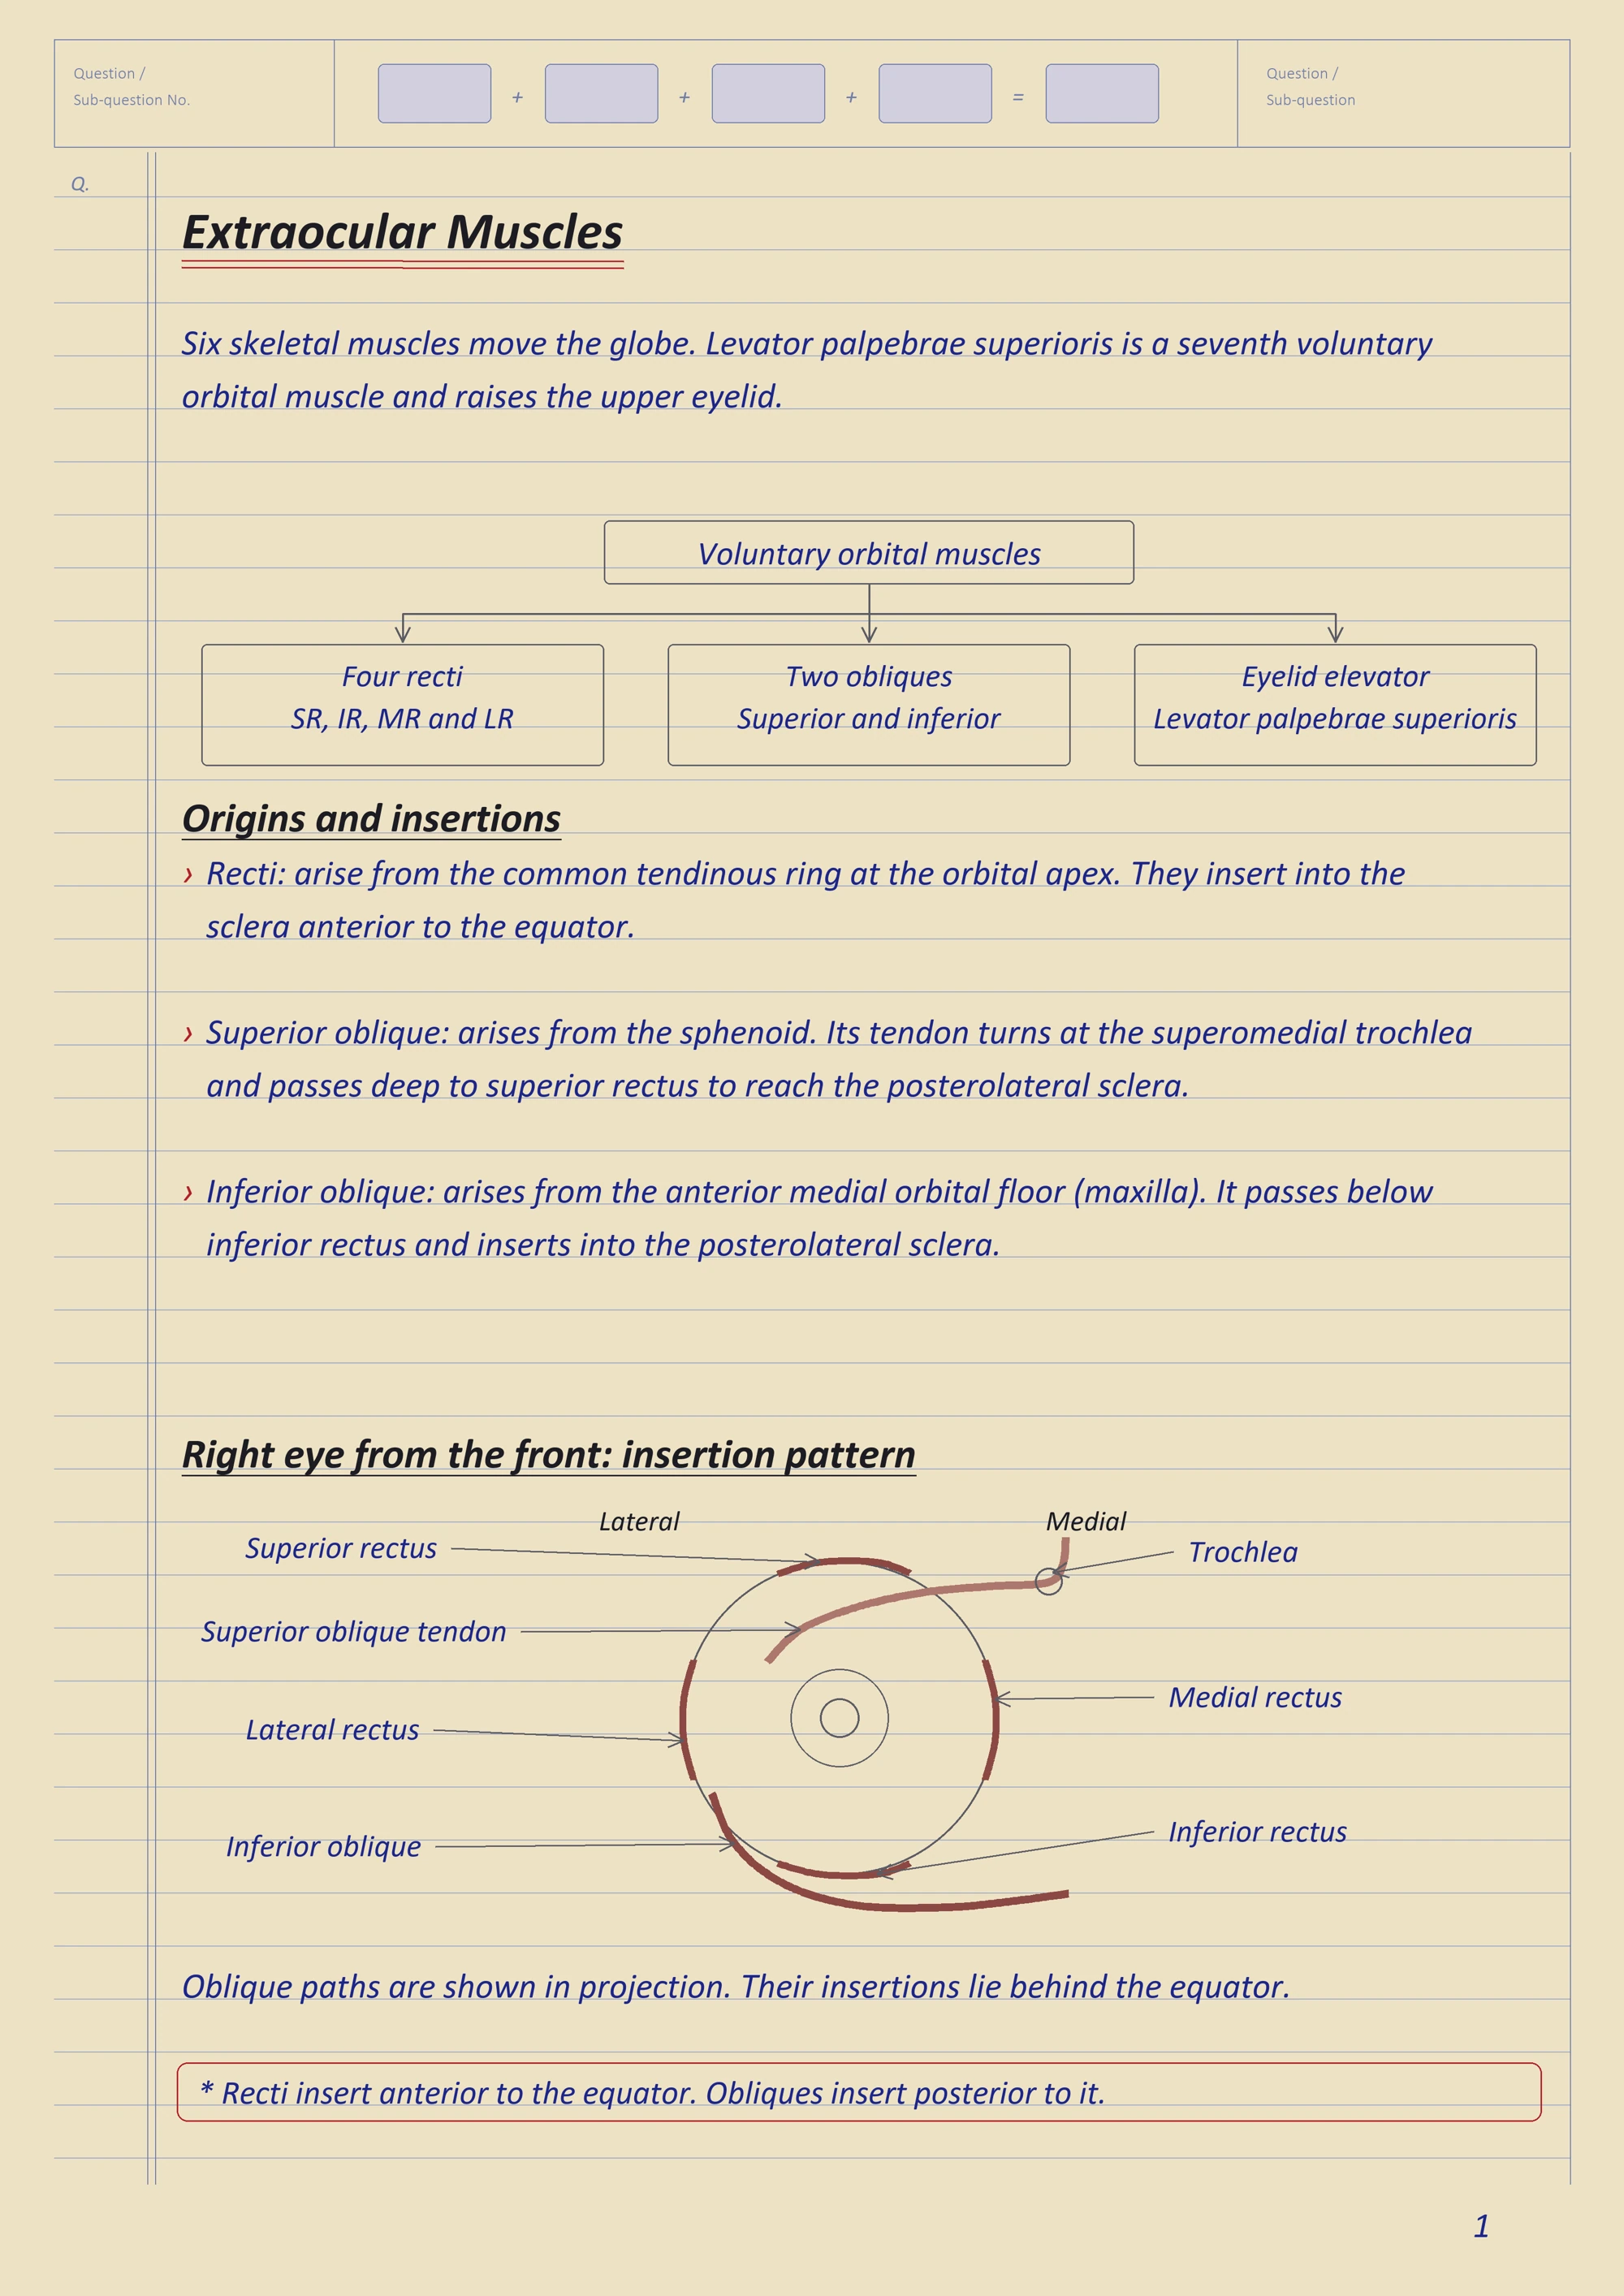 Question /
Sub-question No.
+ + + =
Question /
Sub-question
Q.
Extraocular Muscles
Six skeletal muscles move the globe. Levator palpebrae superioris is a seventh voluntary
orbital muscle and raises the upper eyelid.
Voluntary orbital muscles
Four recti
SR, IR, MR and LR
Two obliques
Superior and inferior
Eyelid elevator
Levator palpebrae superioris
Origins and insertions
› Recti: arise from the common tendinous ring at the orbital apex. They insert into the
sclera anterior to the equator.
› Superior oblique: arises from the sphenoid. Its tendon turns at the superomedial trochlea
and passes deep to superior rectus to reach the posterolateral sclera.
› Inferior oblique: arises from the anterior medial orbital floor (maxilla). It passes below
inferior rectus and inserts into the posterolateral sclera.
Right eye from the front: insertion pattern
Lateral
Medial
Superior rectus
Trochlea
Superior oblique tendon
Medial rectus
Lateral rectus
Inferior rectus
Inferior oblique
Oblique paths are shown in projection. Their insertions lie behind the equator.
* Recti insert anterior to the equator. Obliques insert posterior to it.
1